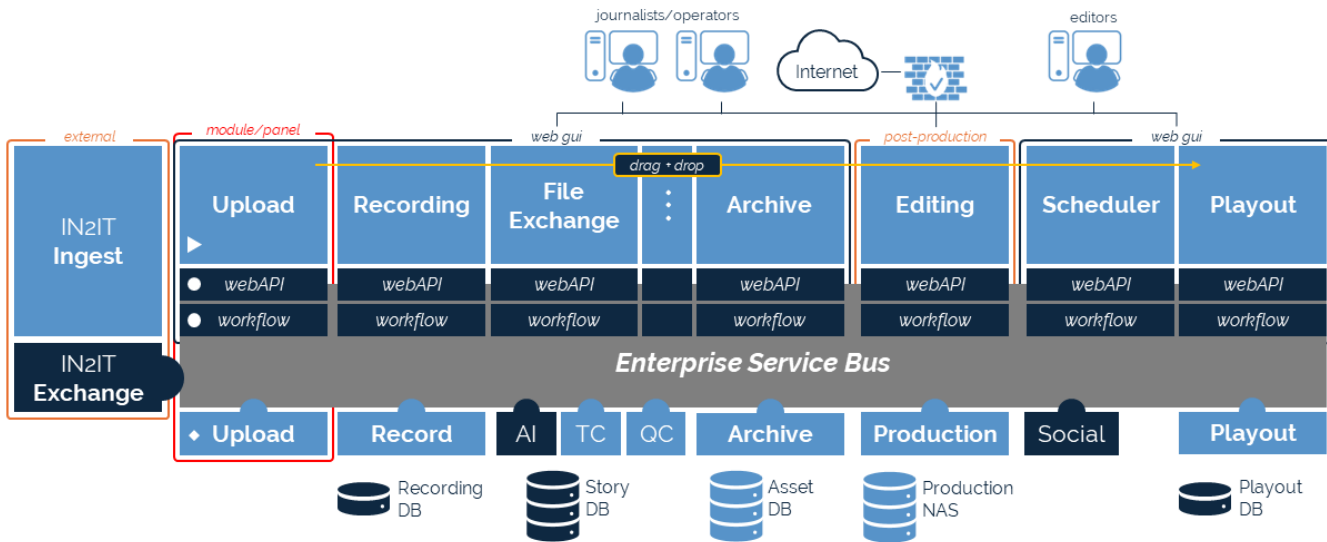 journalists/operators
editors
Internet
external
module/panel
web gui
post-production
web gui
drag + drop
IN2IT
Ingest
Upload
Recording
File
Exchange
Archive
Editing
Scheduler
Playout
webAPI
webAPI
webAPI
webAPI
webAPI
webAPI
webAPI
workflow
workflow
workflow
workflow
workflow
workflow
workflow
IN2IT
Exchange
Enterprise Service Bus
Upload
Record
AI
TC
QC
Archive
Production
Social
Playout
Recording
DB
Story
DB
Asset
DB
Production
NAS
Playout
DB